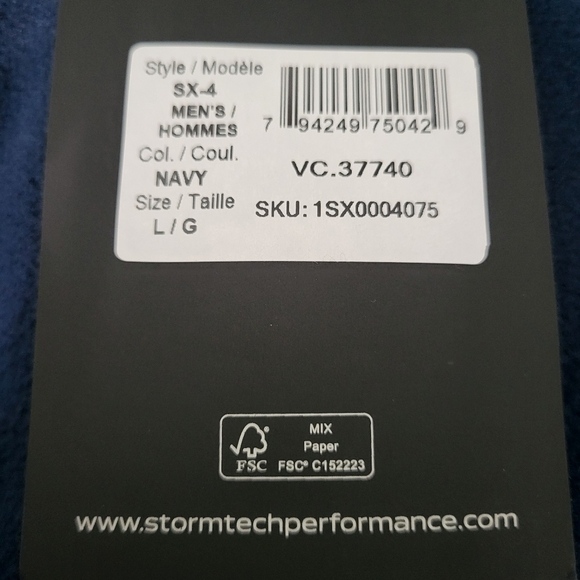 Style / Modèle
SX-4
MEN'S /
HOMMES
Col. / Coul.
NAVY
Size / Taille
L / G
7 94249 75042 9
VC.37740
SKU: 1SX0004075
MIX
Paper
FSC
FSC® C152223
www.stormtechperformance.com